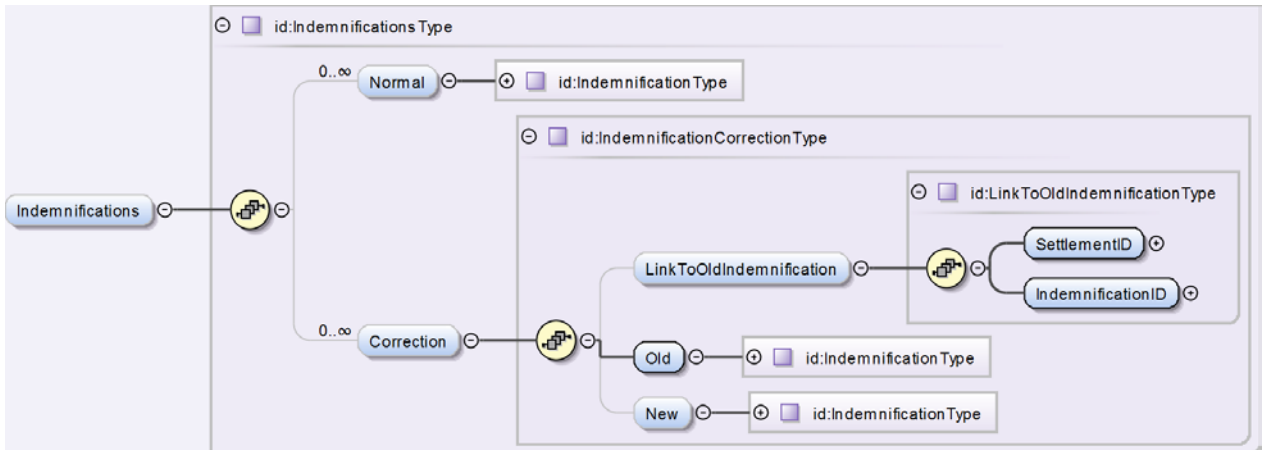 id:IndemnificationsType
0..∞
Normal
id:IndemnificationType
id:IndemnificationCorrectionType
id:LinkToOldIndemnificationType
Indemnifications
SettlementID
LinkToOldIndemnification
IndemnificationID
0..∞
Correction
Old
id:IndemnificationType
New
id:IndemnificationType